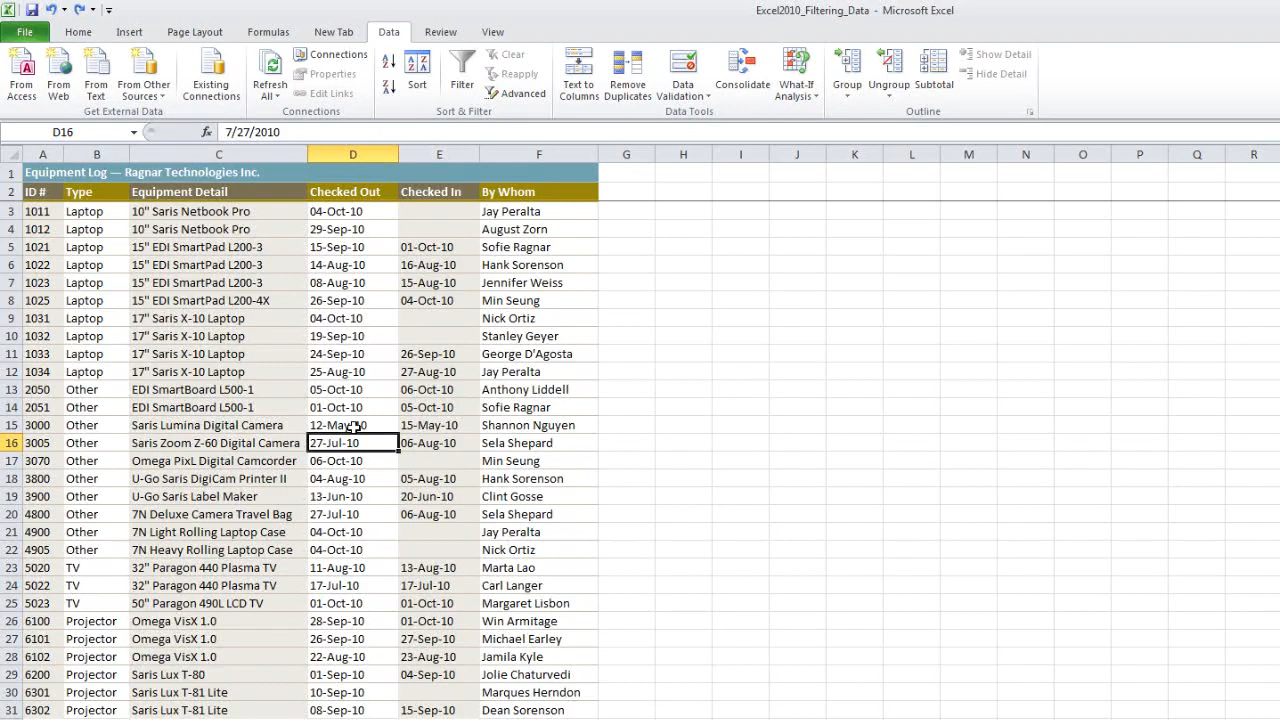 Excel2010_Filtering_Data - Microsoft Excel
File Home Insert Page Layout Formulas New Tab Data Review View
From Access From Web From Text From Other Sources Existing Connections Refresh All Connections Properties Edit Links Sort Filter Clear Reapply Advanced Text to Columns Remove Duplicates Data Validation Consolidate What-If Analysis Group Ungroup Subtotal Show Detail Hide Detail
Get External Data Connections Sort & Filter Data Tools Outline
D16 fx 7/27/2010
A B C D E F G H I J K L M N O P Q R
1 Equipment Log — Ragnar Technologies Inc.
2 ID # Type Equipment Detail Checked Out Checked In By Whom
3 1011 Laptop 10" Saris Netbook Pro 04-Oct-10 Jay Peralta
4 1012 Laptop 10" Saris Netbook Pro 29-Sep-10 August Zorn
5 1021 Laptop 15" EDI SmartPad L200-3 15-Sep-10 01-Oct-10 Sofie Ragnar
6 1022 Laptop 15" EDI SmartPad L200-3 14-Aug-10 16-Aug-10 Hank Sorenson
7 1023 Laptop 15" EDI SmartPad L200-3 08-Aug-10 15-Aug-10 Jennifer Weiss
8 1025 Laptop 15" EDI SmartPad L200-4X 26-Sep-10 04-Oct-10 Min Seung
9 1031 Laptop 17" Saris X-10 Laptop 04-Oct-10 Nick Ortiz
10 1032 Laptop 17" Saris X-10 Laptop 19-Sep-10 Stanley Geyer
11 1033 Laptop 17" Saris X-10 Laptop 24-Sep-10 26-Sep-10 George D'Agosta
12 1034 Laptop 17" Saris X-10 Laptop 25-Aug-10 27-Aug-10 Jay Peralta
13 2050 Other EDI SmartBoard L500-1 05-Oct-10 06-Oct-10 Anthony Liddell
14 2051 Other EDI SmartBoard L500-1 01-Oct-10 05-Oct-10 Sofie Ragnar
15 3000 Other Saris Lumina Digital Camera 12-May-10 15-May-10 Shannon Nguyen
16 3005 Other Saris Zoom Z-60 Digital Camera 27-Jul-10 06-Aug-10 Sela Shepard
17 3070 Other Omega PixL Digital Camcorder 06-Oct-10 Min Seung
18 3800 Other U-Go Saris DigiCam Printer II 04-Aug-10 05-Aug-10 Hank Sorenson
19 3900 Other U-Go Saris Label Maker 13-Jun-10 20-Jun-10 Clint Gosse
20 4800 Other 7N Deluxe Camera Travel Bag 27-Jul-10 06-Aug-10 Sela Shepard
21 4900 Other 7N Light Rolling Laptop Case 04-Oct-10 Jay Peralta
22 4905 Other 7N Heavy Rolling Laptop Case 04-Oct-10 Nick Ortiz
23 5020 TV 32" Paragon 440 Plasma TV 11-Aug-10 13-Aug-10 Marta Lao
24 5022 TV 32" Paragon 440 Plasma TV 17-Jul-10 17-Jul-10 Carl Langer
25 5023 TV 50" Paragon 490L LCD TV 01-Oct-10 01-Oct-10 Margaret Lisbon
26 6100 Projector Omega VisX 1.0 28-Sep-10 01-Oct-10 Win Armitage
27 6101 Projector Omega VisX 1.0 26-Sep-10 27-Sep-10 Michael Earley
28 6102 Projector Omega VisX 1.0 22-Aug-10 23-Aug-10 Jamila Kyle
29 6200 Projector Saris Lux T-80 01-Sep-10 04-Sep-10 Jolie Chaturvedi
30 6301 Projector Saris Lux T-81 Lite 10-Sep-10 Marques Herndon
31 6302 Projector Saris Lux T-81 Lite 08-Sep-10 15-Sep-10 Dean Sorenson